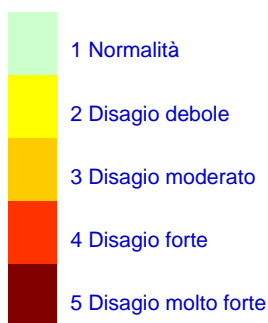 1 Normalità
2 Disagio debole
3 Disagio moderato
4 Disagio forte
5 Disagio molto forte